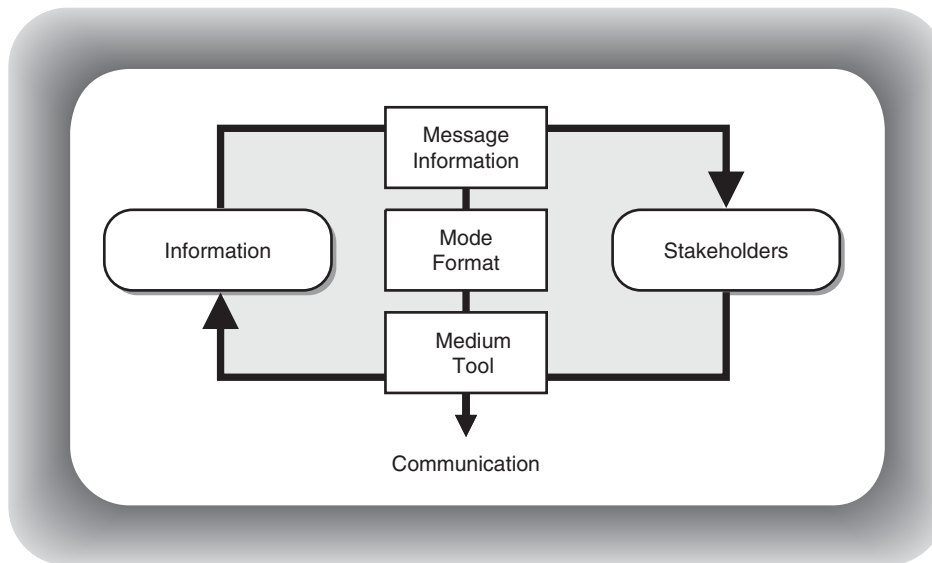 Message
Information
Information
Mode
Format
Stakeholders
Medium
Tool
Communication